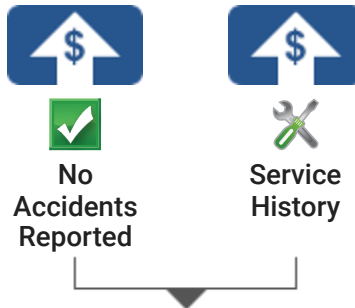 $ $
No
Accidents
Reported
Service
History